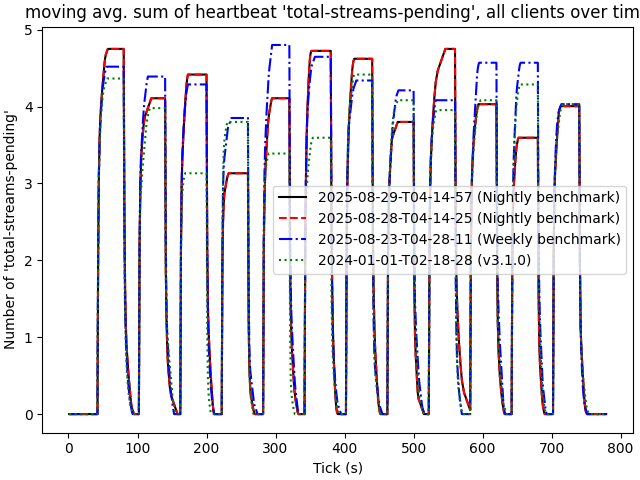 moving avg. sum of heartbeat 'total-streams-pending', all clients over tim
Number of 'total-streams-pending'
5
4
3
2
1
0
2025-08-29-T04-14-57 (Nightly benchmark)
2025-08-28-T04-14-25 (Nightly benchmark)
2025-08-23-T04-28-11 (Weekly benchmark)
2024-01-01-T02-18-28 (v3.1.0)
0 100 200 300 400 500 600 700 800
Tick (s)